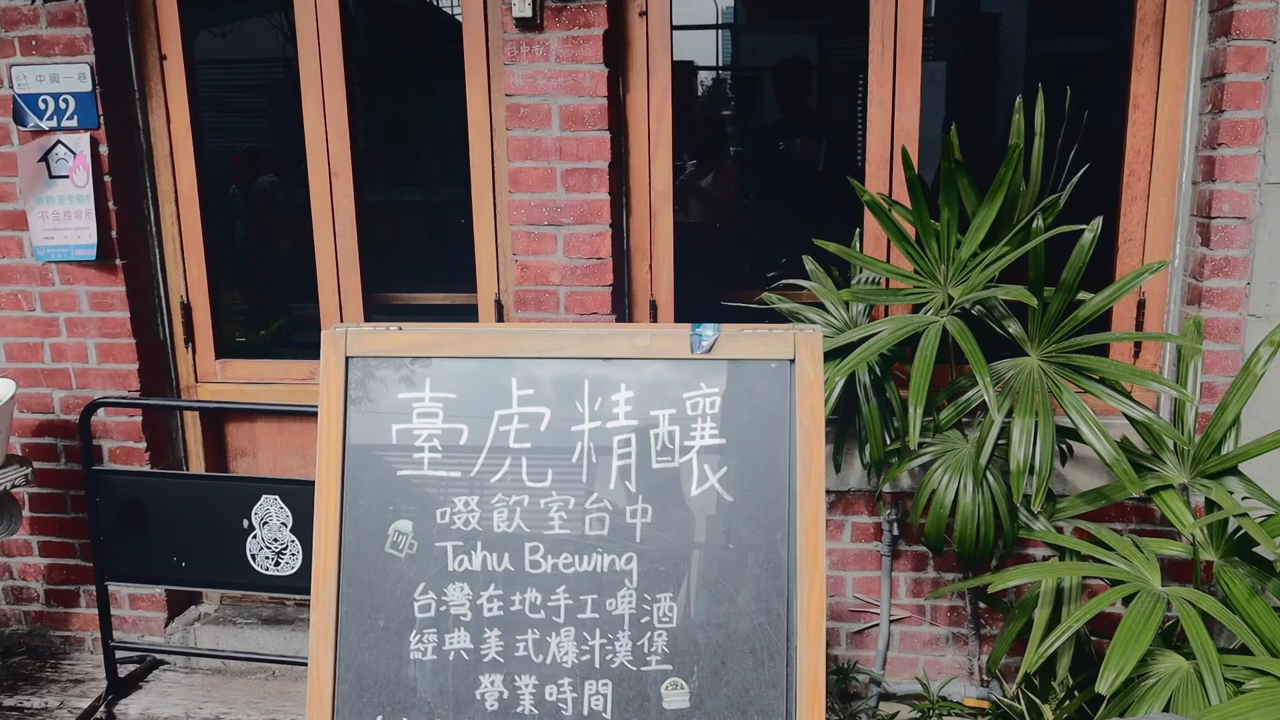 中興一巷
22
不合格場所
臺虎精釀
啜飲室台中
Taihu Brewing
台灣在地手工啤酒
經典美式爆汁漢堡
營業時間